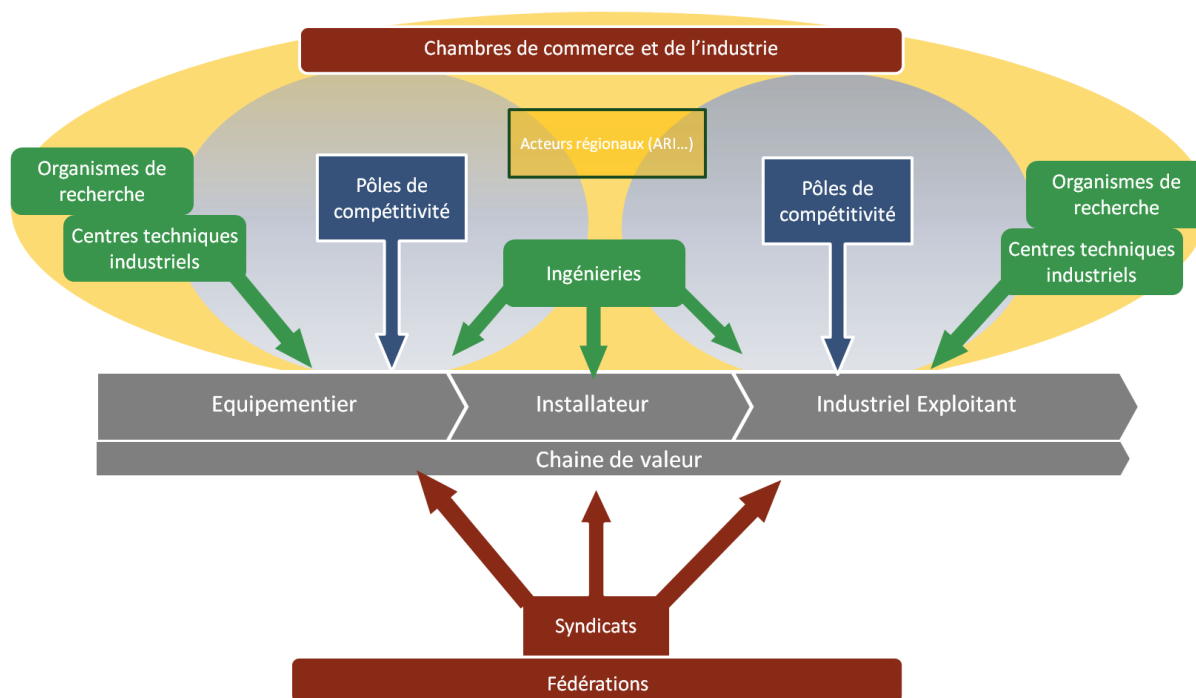 Chambres de commerce et de l’industrie
Acteurs régionaux (ARI...)
Organismes de
recherche
Centres techniques
industriels
Pôles de
compétitivité
Ingénieries
Pôles de
compétitivité
Organismes de
recherche
Centres techniques
industriels
Equipementier
Installateur
Industriel Exploitant
Chaine de valeur
Syndicats
Fédérations